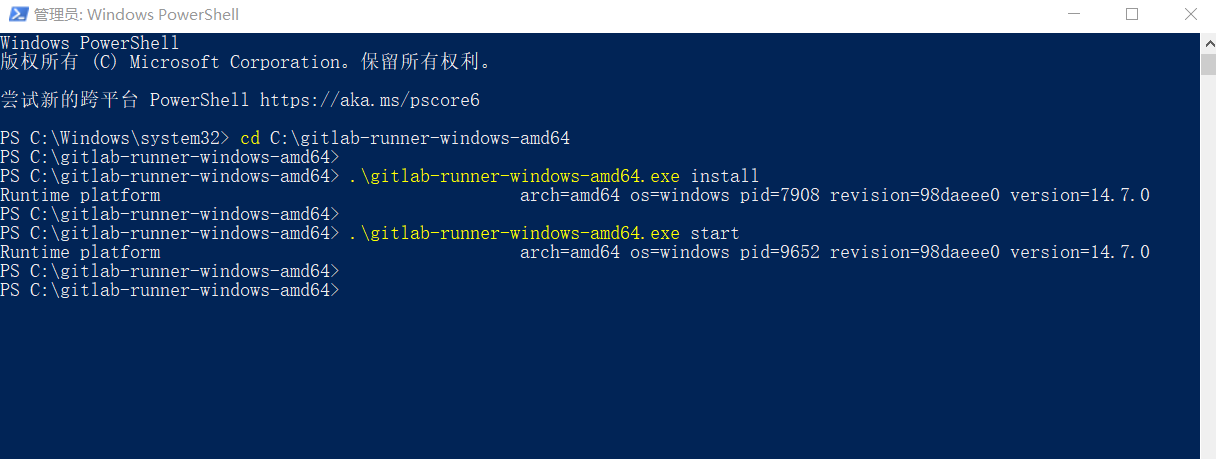 管理员: Windows PowerShell
Windows PowerShell
版权所有 (C) Microsoft Corporation。保留所有权利。
尝试新的跨平台 PowerShell https://aka.ms/pscore6
PS C:\Windows\system32> cd C:\gitlab-runner-windows-amd64
PS C:\gitlab-runner-windows-amd64>
PS C:\gitlab-runner-windows-amd64> .\gitlab-runner-windows-amd64.exe install
Runtime platform                                    arch=amd64 os=windows pid=7908 revision=98daeee0 version=14.7.0
PS C:\gitlab-runner-windows-amd64>
PS C:\gitlab-runner-windows-amd64> .\gitlab-runner-windows-amd64.exe start
Runtime platform                                    arch=amd64 os=windows pid=9652 revision=98daeee0 version=14.7.0
PS C:\gitlab-runner-windows-amd64>
PS C:\gitlab-runner-windows-amd64>